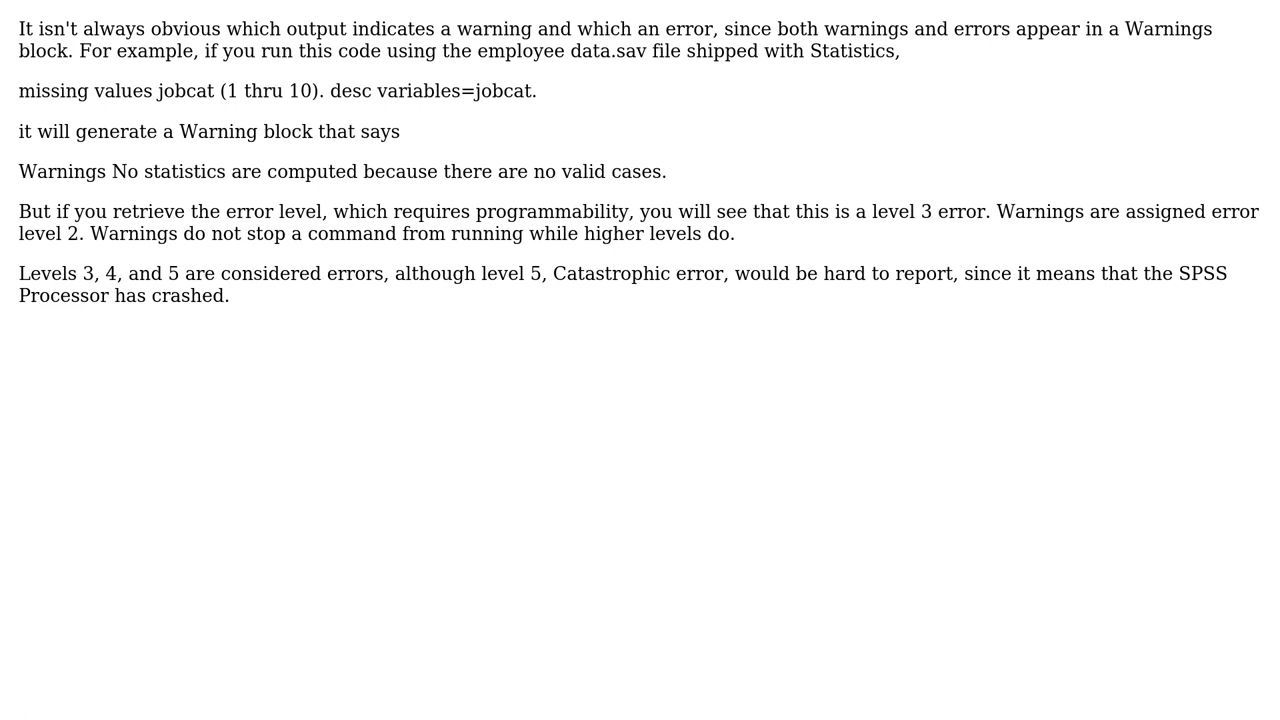 It isn't always obvious which output indicates a warning and which an error, since both warnings and errors appear in a Warnings
block. For example, if you run this code using the employee data.sav file shipped with Statistics,
missing values jobcat (1 thru 10). desc variables=jobcat.
it will generate a Warning block that says
Warnings No statistics are computed because there are no valid cases.
But if you retrieve the error level, which requires programmability, you will see that this is a level 3 error. Warnings are assigned error
level 2. Warnings do not stop a command from running while higher levels do.
Levels 3, 4, and 5 are considered errors, although level 5, Catastrophic error, would be hard to report, since it means that the SPSS
Processor has crashed.